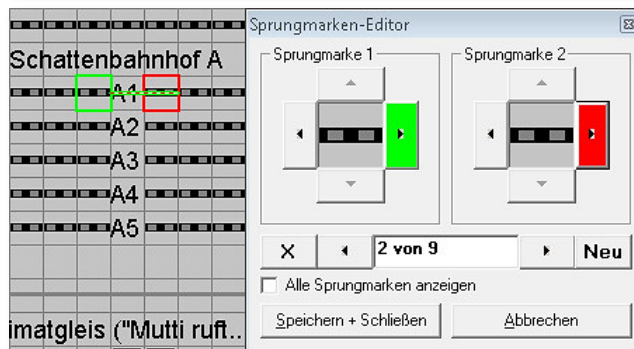 Schattenbahnhof A
A1
A2
A3
A4
A5
imatgleis ("Mutti ruft..
Sprungmarken-Editor
Sprungmarke 1
Sprungmarke 2
X
2 von 9
Neu
Alle Sprungmarken anzeigen
Speichern + Schließen
Abbrechen